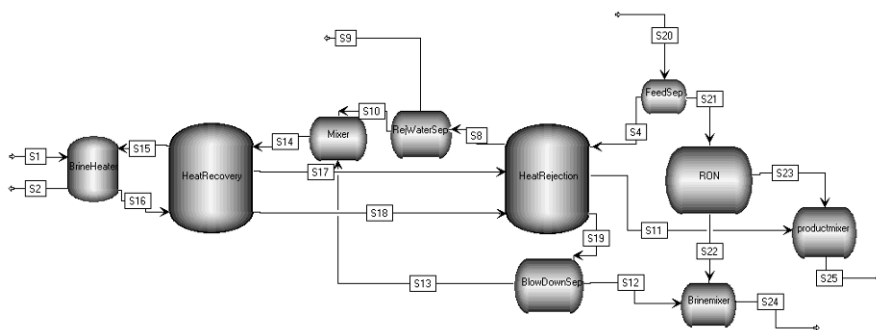 S9
S20
FeedSep
S21
S10
S4
S8
RejWaterSep
Mixer
S14
S1
S15
BrineHeater
S2
S16
HeatRecovery
S17
HeatRejection
RON
S23
S18
S19
S11
productmixer
S22
S25
S13
BlowDownSep
S12
Brinemixer
S24